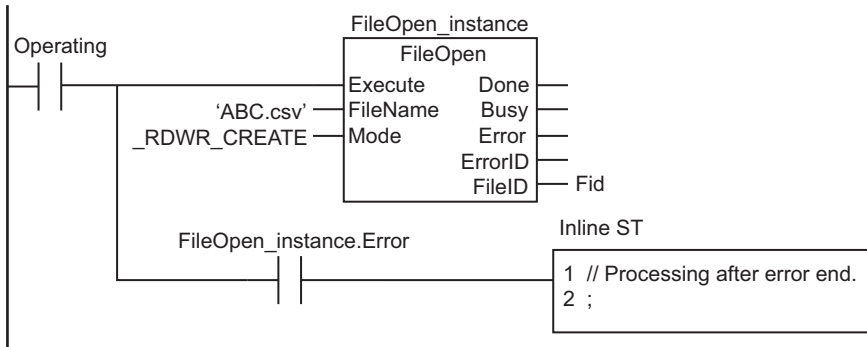 FileOpen_instance
Operating
FileOpen
Execute Done
'ABC.csv' FileName Busy
_RDWR_CREATE Mode Error
ErrorID
FileID Fid
Inline ST
FileOpen_instance.Error
1 // Processing after error end.
2 ;